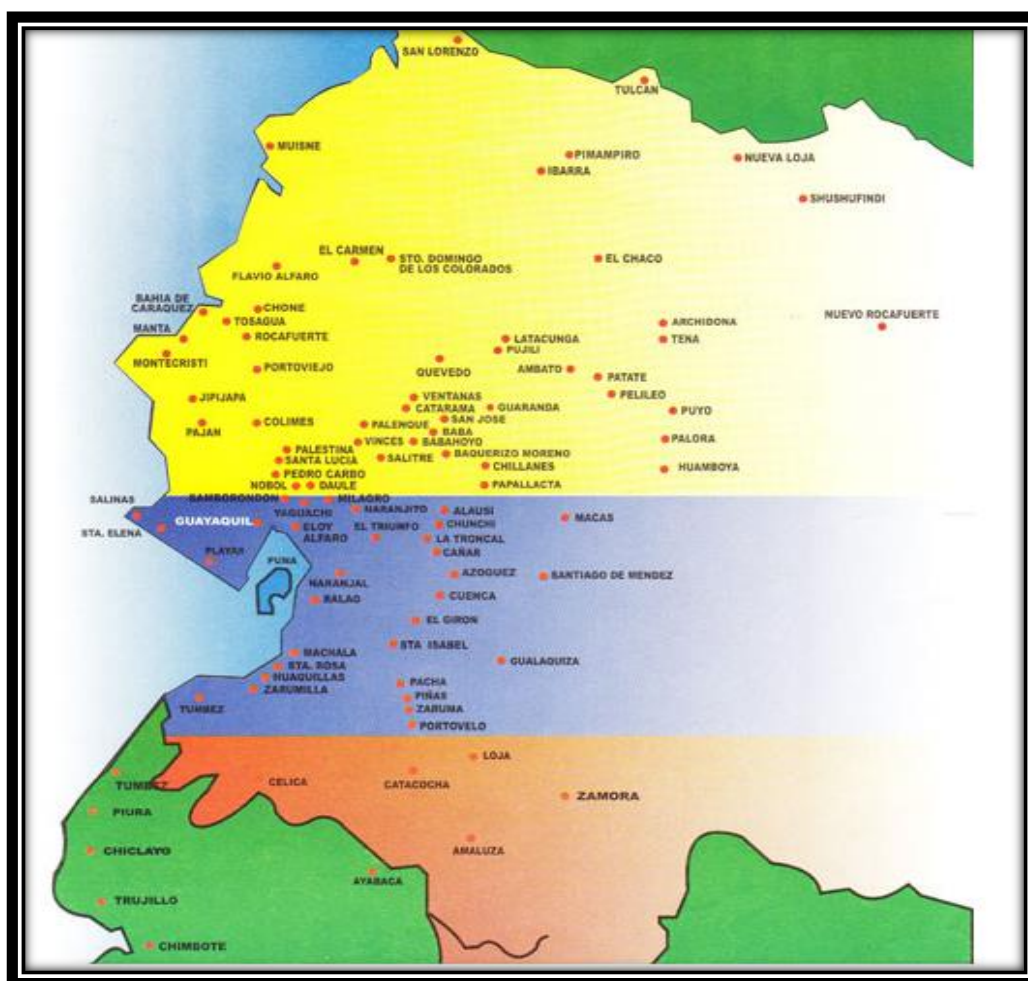 SAN LORENZO
TULCAN
MUISNE
PIMAMPIRO
NUEVA LOJA
IBARRA
SHUSHUFINDI
EL CARMEN
STO. DOMINGO
DE LOS COLORADOS
EL CHACO
FLAVIO ALFARO
BAHIA DE
CARAQUEZ
CHONE
TOSAGUA
ARCHIDONA
NUEVO ROCAFUERTE
MANTA
ROCAFUERTE
LATACUNGA
TENA
PUJILI
MONTECRISTI
PORTOVIEJO
QUEVEDO
AMBATO
PATATE
JIPIJAPA
VENTANAS
PELILEO
CATARAMA
GUARANDA
PUYO
PAJAN
COLIMES
PALENQUE
SAN JOSE
BABA
VINCES
BABAHOYO
PALORA
PALESTINA
SANTA LUCIA
SALITRE
BAQUERIZO MORENO
CHILLANES
HUAMBOYA
PEDRO CARBO
NOBOL
DAULE
PAPALLACTA
SALINAS
SAMBORONDON
MILAGRO
YAGUACHI
NARANJITO
ALAUSI
MACAS
STA. ELENA
GUAYAQUIL
ELOY
ALFARO
EL TRIUNFO
CHUNCHI
LA TRONCAL
CAÑAR
PLAYAS
PUNA
NARANJAL
AZOGUEZ
SANTIAGO DE MENDEZ
BALAO
CUENCA
EL GIRON
STA ISABEL
MACHALA
GUALAQUIZA
STA. ROSA
HUAQUILLAS
ZARUMILLA
PACHA
PIÑAS
TUMBEZ
ZARUMA
PORTOVELO
LOJA
TUMBEZ
CELICA
CATACOCHA
ZAMORA
PIURA
CHICLAYO
AMALUZA
AYABACA
TRUJILLO
CHIMBOTE